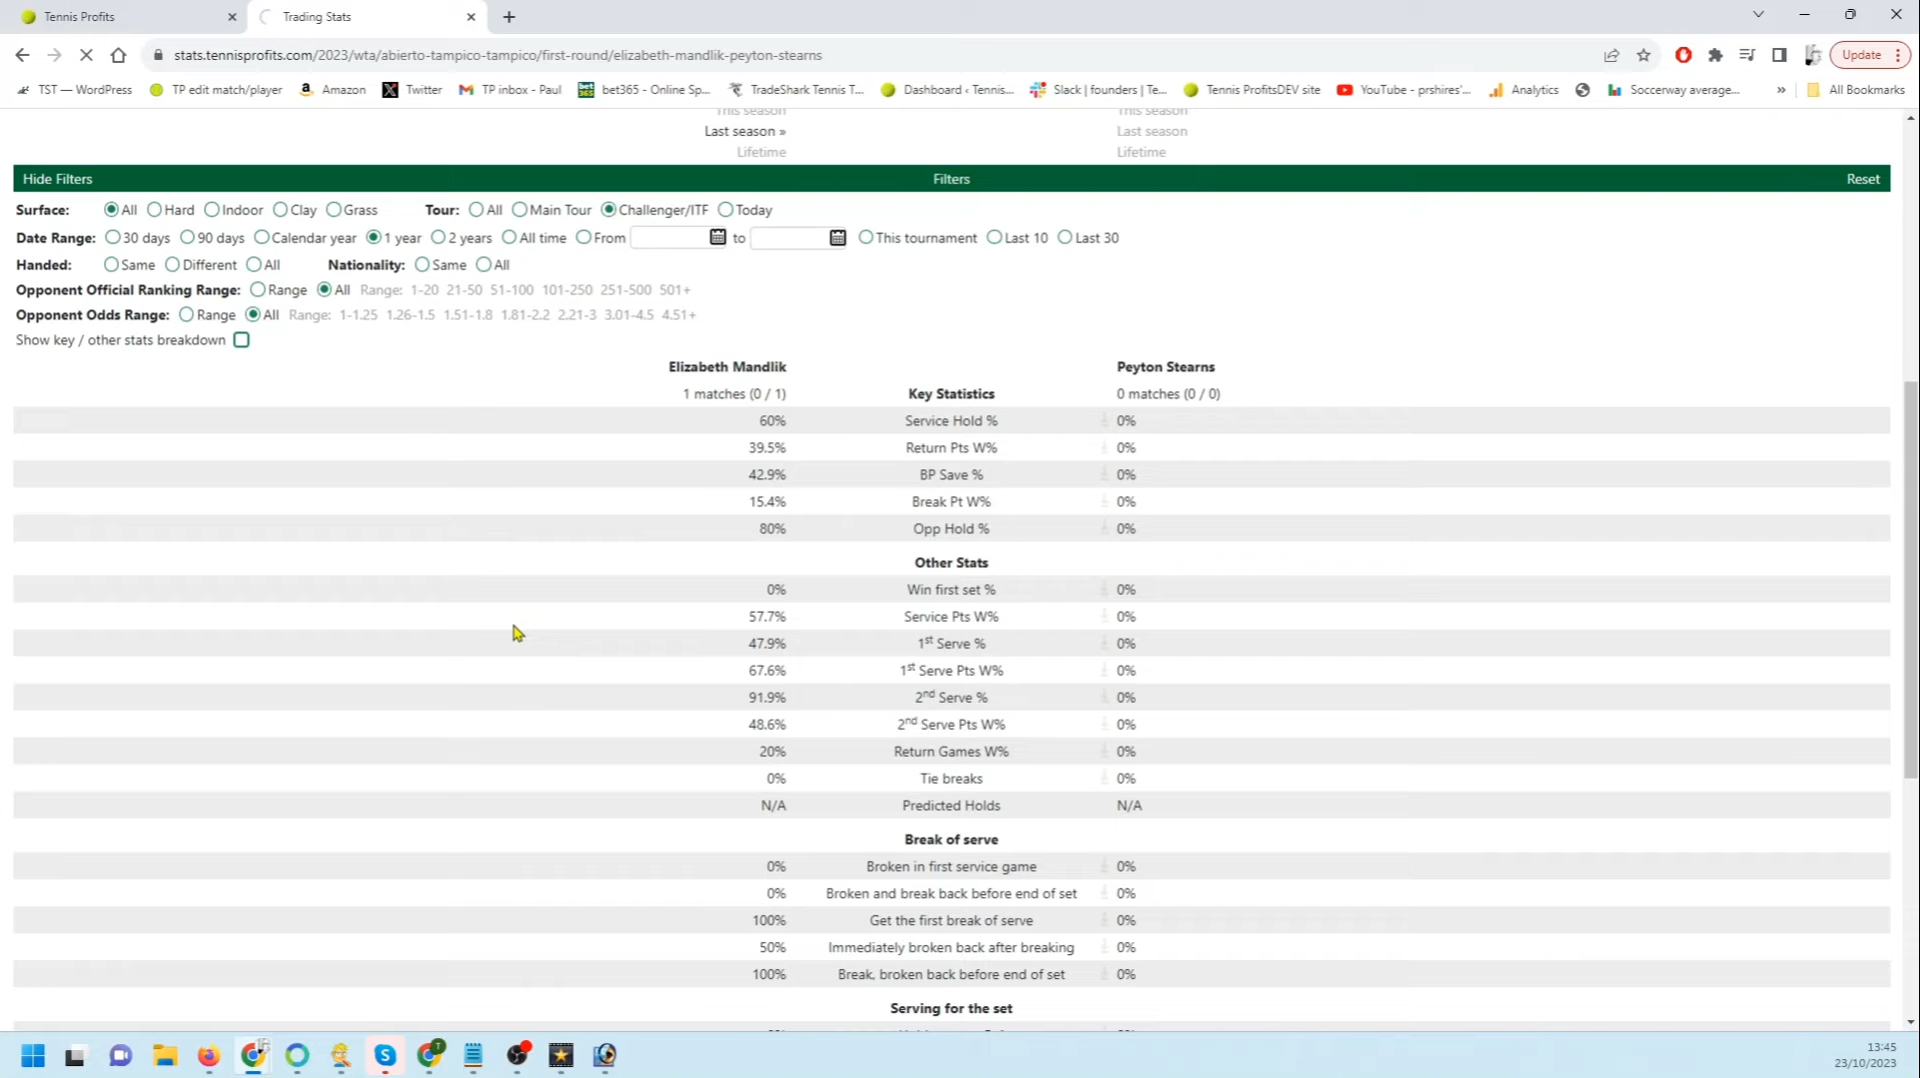 Tennis Profits
Trading Stats
stats.tennisprofits.com/2023/wta/abierto-tampico-tampico/first-round/elizabeth-mandlik-peyton-stearns
Update
TST — WordPress TP edit match/player Amazon Twitter TP inbox - Paul bet365 - Online Sp... TradeShark Tennis T... Dashboard ‹ Tennis... Slack | founders | Te... Tennis ProfitsDEV site YouTube - prshires'... Analytics Soccerway average... » All Bookmarks
This season This season
Last season » Last season
Lifetime Lifetime
Hide Filters Filters Reset
Surface: All Hard Indoor Clay Grass Tour: All Main Tour Challenger/ITF Today
Date Range: 30 days 90 days Calendar year 1 year 2 years All time From to This tournament Last 10 Last 30
Handed: Same Different All Nationality: Same All
Opponent Official Ranking Range: Range All Range: 1-20 21-50 51-100 101-250 251-500 501+
Opponent Odds Range: Range All Range: 1-1.25 1.26-1.5 1.51-1.8 1.81-2.2 2.21-3 3.01-4.5 4.51+
Show key / other stats breakdown
Elizabeth Mandlik Peyton Stearns
1 matches (0 / 1) Key Statistics 0 matches (0 / 0)
60% Service Hold % 0%
39.5% Return Pts W% 0%
42.9% BP Save % 0%
15.4% Break Pt W% 0%
80% Opp Hold % 0%
Other Stats
0% Win first set % 0%
57.7% Service Pts W% 0%
47.9% 1st Serve % 0%
67.6% 1st Serve Pts W% 0%
91.9% 2nd Serve % 0%
48.6% 2nd Serve Pts W% 0%
20% Return Games W% 0%
0% Tie breaks 0%
N/A Predicted Holds N/A
Break of serve
0% Broken in first service game 0%
0% Broken and break back before end of set 0%
100% Get the first break of serve 0%
50% Immediately broken back after breaking 0%
100% Break, broken back before end of set 0%
Serving for the set
13:45
23/10/2023